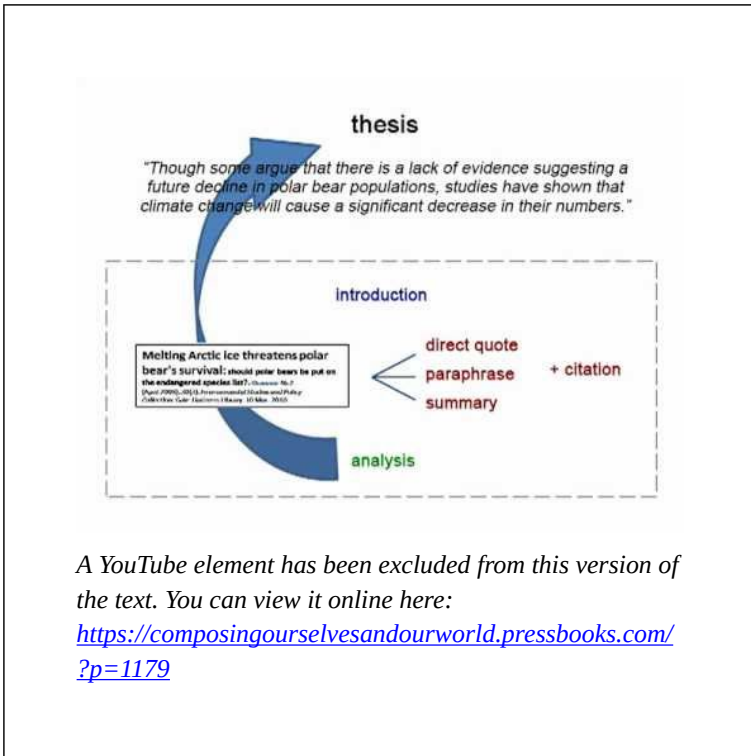 thesis
"Though some argue that there is a lack of evidence suggesting a
future decline in polar bear populations, studies have shown that
climate change will cause a significant decrease in their numbers."
introduction
Melting Arctic ice threatens polar
bear's survival: should polar bears be put on
the endangered species list?.
direct quote
paraphrase
summary
+ citation
analysis
A YouTube element has been excluded from this version of
the text. You can view it online here:
https://composingourselvesandourworld.pressbooks.com/
?p=1179